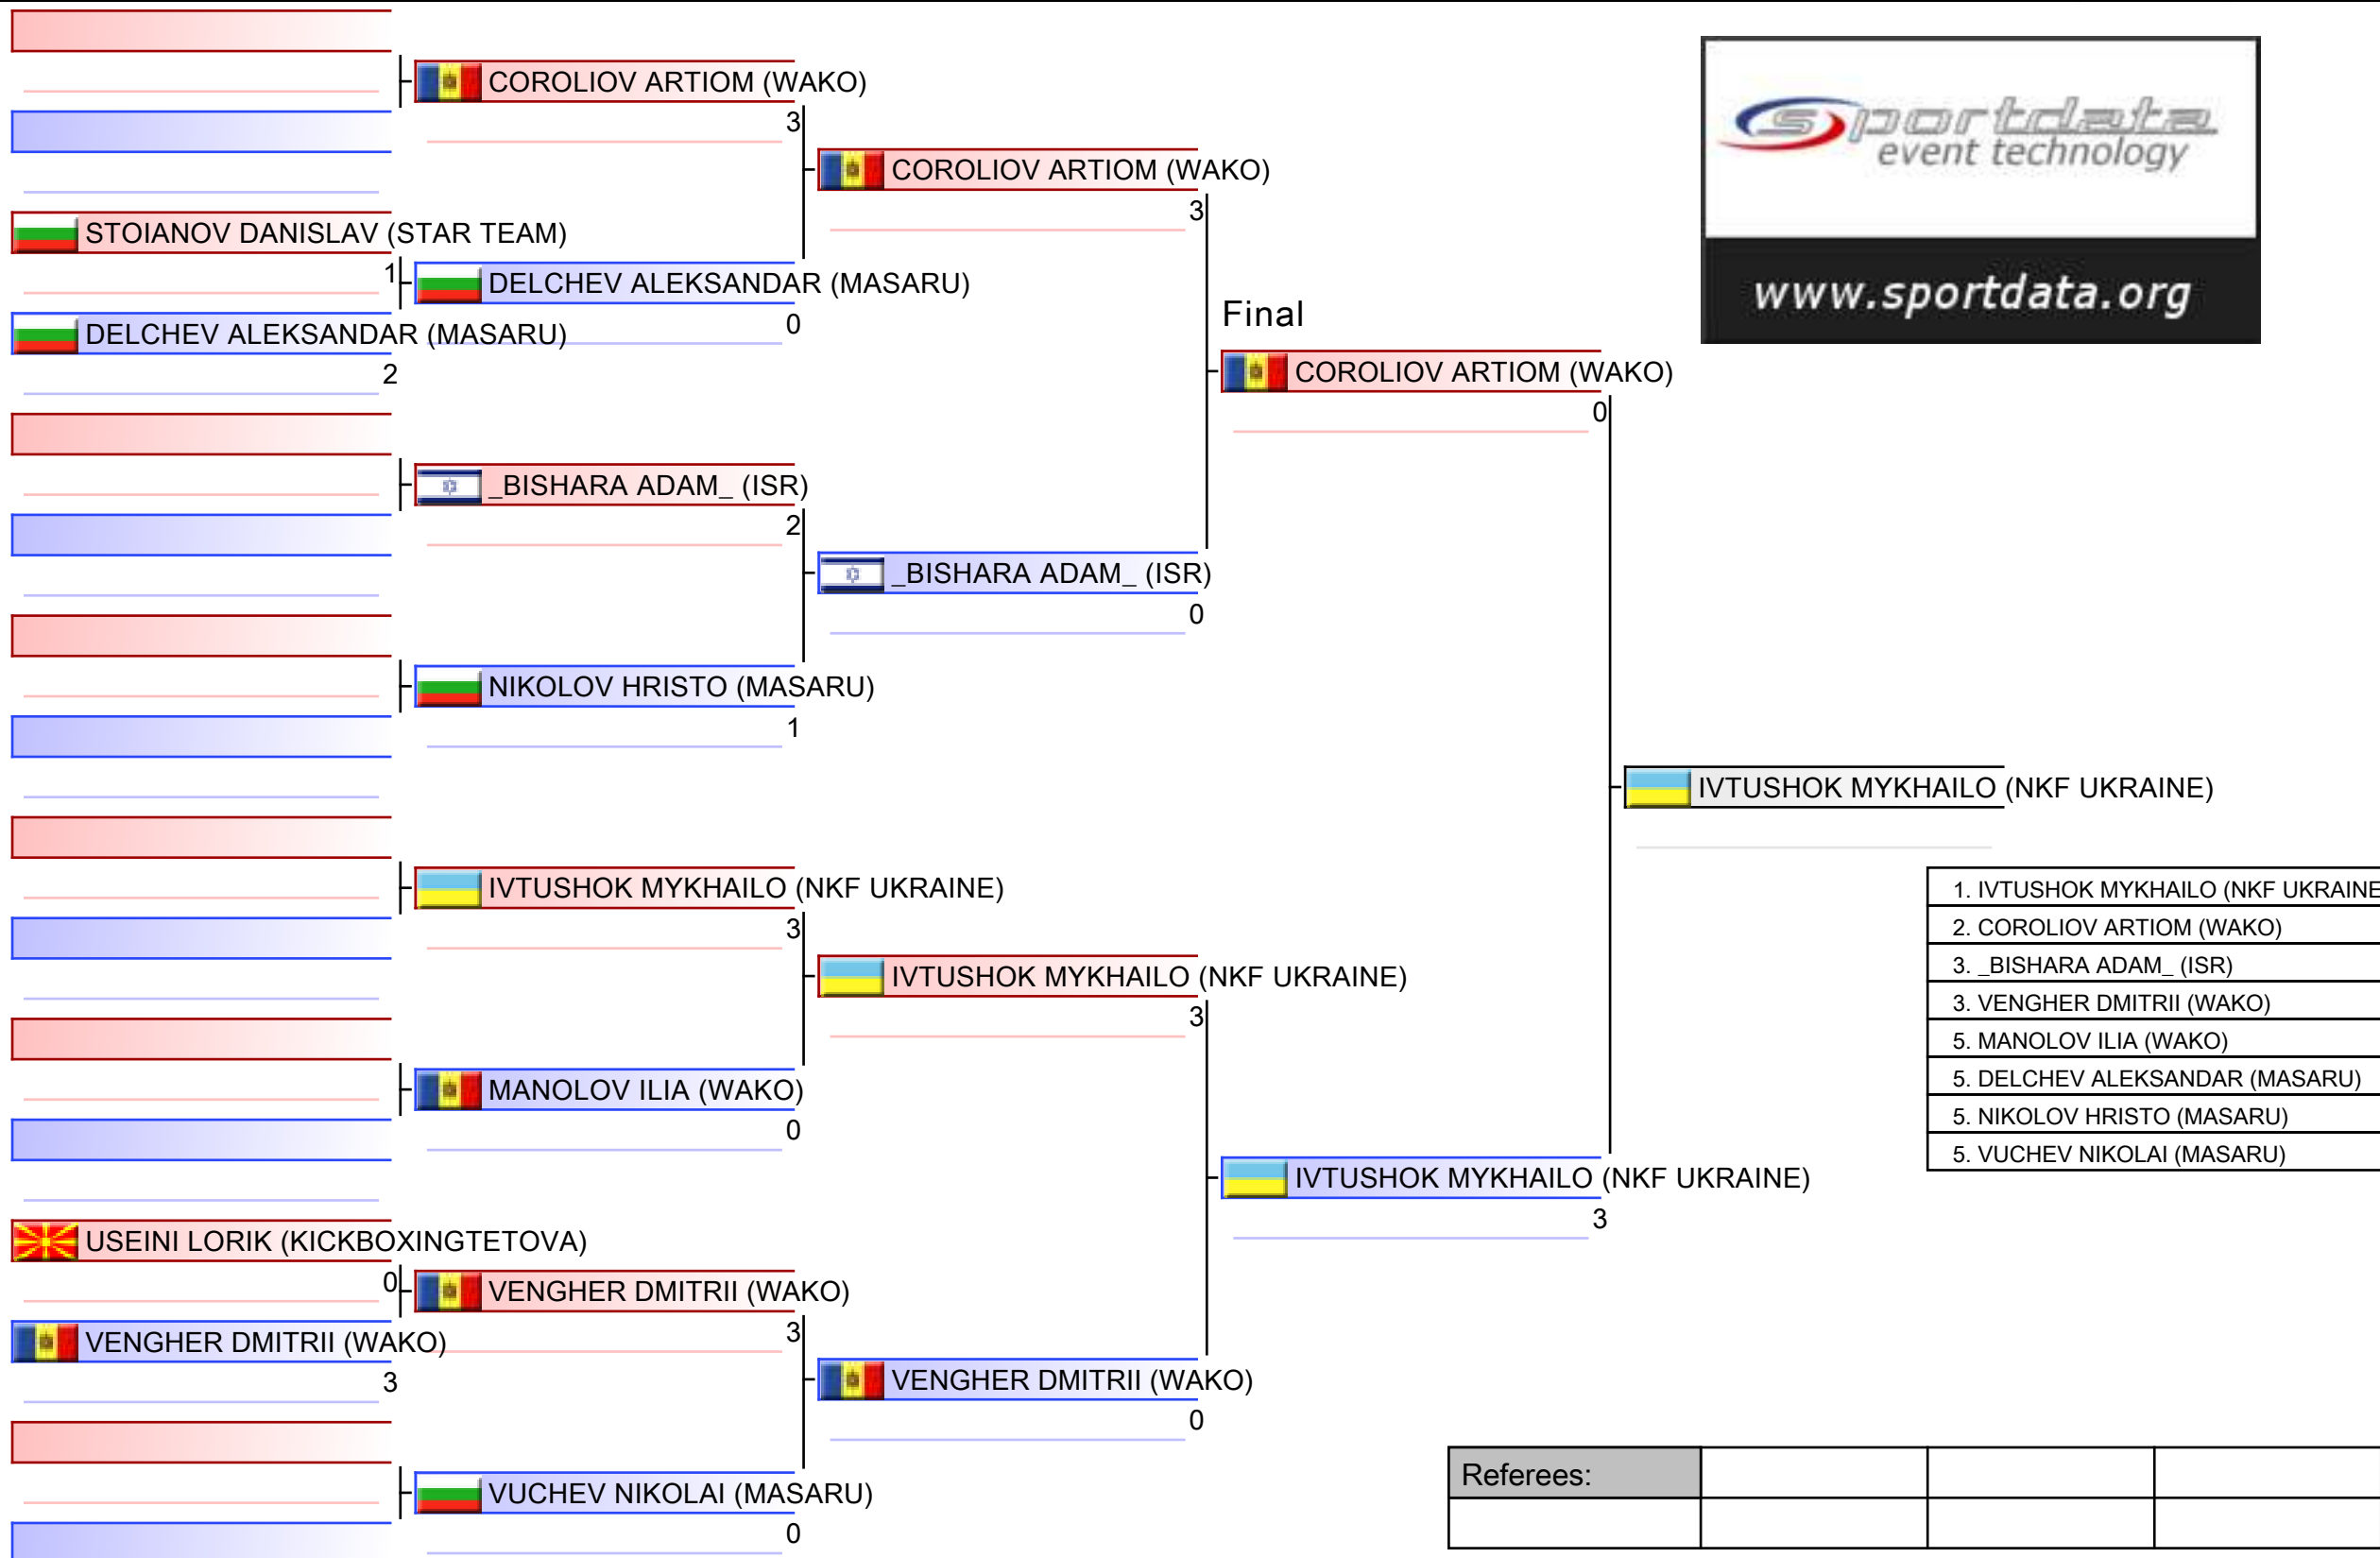 COROLIOV ARTIOM (WAKO)
3
STOIANOV DANISLAV (STAR TEAM)
1
DELCHEV ALEKSANDAR (MASARU)
2
DELCHEV ALEKSANDAR (MASARU)
0
COROLIOV ARTIOM (WAKO)
3
_BISHARA ADAM_ (ISR)
2
NIKOLOV HRISTO (MASARU)
1
_BISHARA ADAM_ (ISR)
0
Final
COROLIOV ARTIOM (WAKO)
0
IVTUSHOK MYKHAILO (NKF UKRAINE)
3
MANOLOV ILIA (WAKO)
0
IVTUSHOK MYKHAILO (NKF UKRAINE)
3
USEINI LORIK (KICKBOXINGTETOVA)
0
VENGHER DMITRII (WAKO)
3
VENGHER DMITRII (WAKO)
3
VUCHEV NIKOLAI (MASARU)
0
VENGHER DMITRII (WAKO)
0
IVTUSHOK MYKHAILO (NKF UKRAINE)
3
IVTUSHOK MYKHAILO (NKF UKRAINE)
sportdata
event technology
www.sportdata.org
1. IVTUSHOK MYKHAILO (NKF UKRAINE
2. COROLIOV ARTIOM (WAKO)
3. _BISHARA ADAM_ (ISR)
3. VENGHER DMITRII (WAKO)
5. MANOLOV ILIA (WAKO)
5. DELCHEV ALEKSANDAR (MASARU)
5. NIKOLOV HRISTO (MASARU)
5. VUCHEV NIKOLAI (MASARU)
Referees: